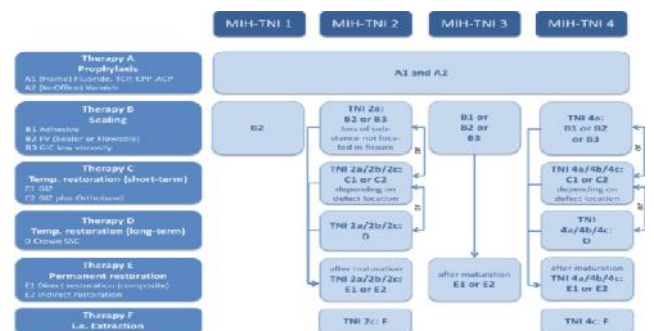 MIH-TNI 1
MIH-TNI 2
MIH-TNI 3
MIH-TNI 4
Therapy A
Prophylaxis
A1 (Home) Fluoride, TCP, CPP-ACP
A2 (In-Office) Varnish
A1 and A2
Therapy B
Sealing
B1 Adhesive
B2 FV (Sealer or Flowable)
B3 GIC low viscosity
B2
TNI 2a:
B2 or B3
loss of sub-
stance not loca-
ted in fissure
B1 or
B2 or
B3
TNI 4a:
B1 or B2
or B3
Therapy C
Temp. restoration (short-term)
C1 GIZ
C2 GIZ plus Orthoband
TNI 2a/2b/2c:
C1 or C2
depending on
defect location
TNI 4a/4b/4c:
C1 or C2
depending on
defect location
Therapy D
Temp. restoration (long-term)
D Crown SSC
TNI 2a/2b/2c:
D
TNI
4a/4b/4c:
D
Therapy E
Permanent restoration
E1 Direct restoration (composite)
E2 Indirect restoration
after maturation
TNI 2a/2b/2c:
E1 or E2
after maturation
E1 or E2
after maturation
TNI 4a/4b/4c:
E1 or E2
Therapy F
i.e. Extraction
TNI 2c: F
TNI 4c: F